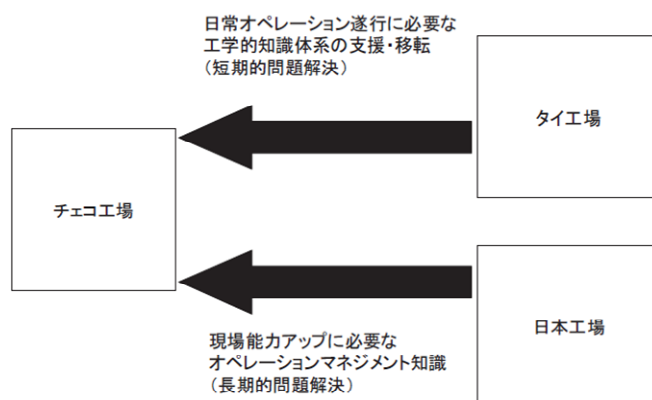 日常オペレーション遂行に必要な
工学的知識体系の支援・移転
(短期的問題解決)
タイ工場
チェコ工場
日本工場
現場能力アップに必要な
オペレーションマネジメント知識
(長期的問題解決)